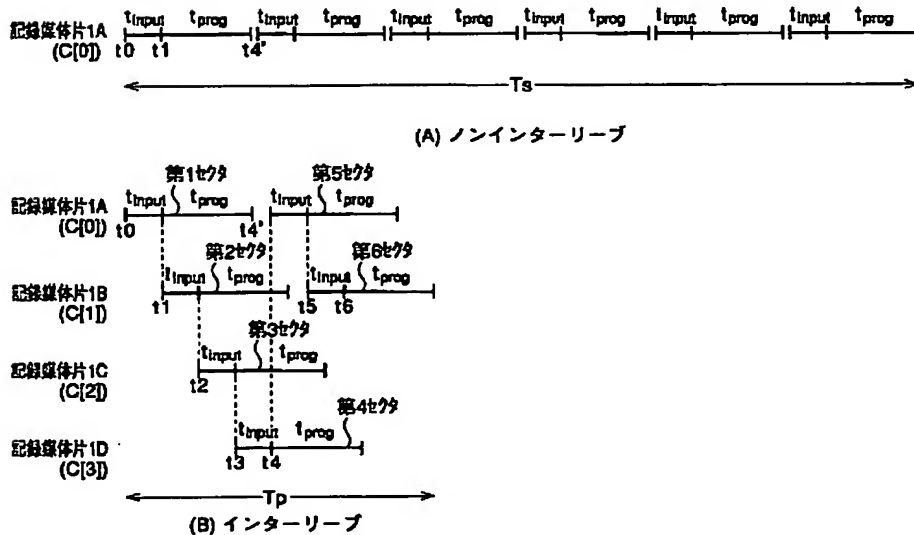 tinput tprog tinput tprog tinput tprog tinput tprog tinput tprog tinput tprog
記録媒体片1A
(C[0])
t0 t1 t4'
Ts
(A) ノンインターリーブ
第1セクタ 第5セクタ
tinput tprog tinput tprog
記録媒体片1A
(C[0])
t0 t4'
第2セクタ 第6セクタ
tinput tprog tinput tprog
記録媒体片1B
(C[1])
t1 t5 t6
第3セクタ
tinput tprog
記録媒体片1C
(C[2])
t2
第4セクタ
tinput tprog
記録媒体片1D
(C[3])
t3 t4
Tp
(B) インターリーブ